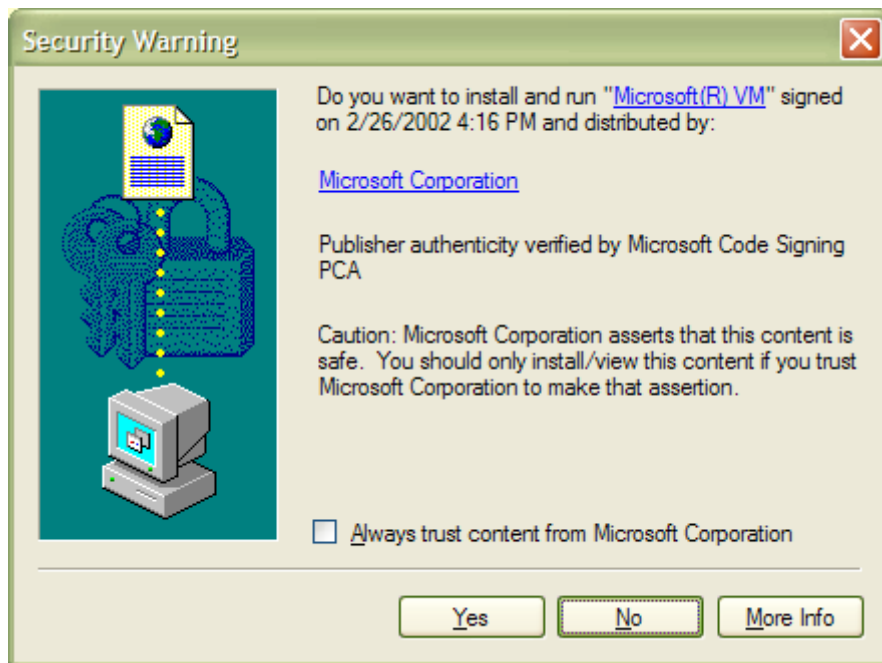 Security Warning
Do you want to install and run "Microsoft(R) VM" signed
on 2/26/2002 4:16 PM and distributed by:
Microsoft Corporation
Publisher authenticity verified by Microsoft Code Signing
PCA
Caution: Microsoft Corporation asserts that this content is
safe.  You should only install/view this content if you trust
Microsoft Corporation to make that assertion.
Always trust content from Microsoft Corporation
Yes No More Info